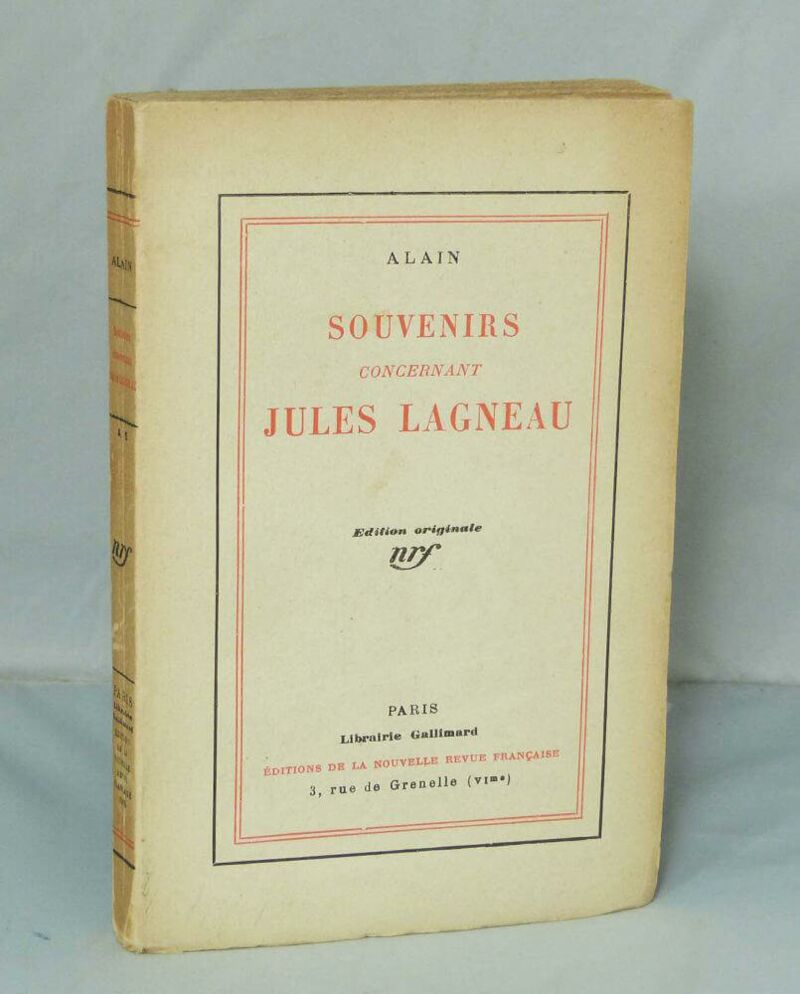 ALAIN
SOUVENIRS
CONCERNANT
JULES LAGNEAU
Edition originale
nrf
PARIS
Librairie Gallimard
ÉDITIONS DE LA NOUVELLE REVUE FRANÇAISE
3, rue de Grenelle (VIme)
ALAIN
nrf
PARIS